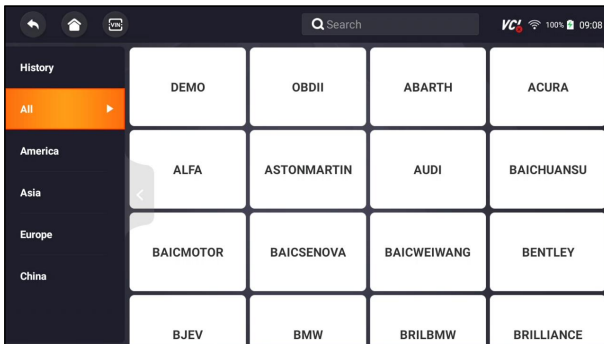 VIN
Search
VCI
100%
09:08
History
All
America
Asia
Europe
China
DEMO
OBDII
ABARTH
ACURA
ALFA
ASTONMARTIN
AUDI
BAICHUANSU
BAICMOTOR
BAICSENOVA
BAICWEIWANG
BENTLEY
BJEV
BMW
BRILBMW
BRILLIANCE